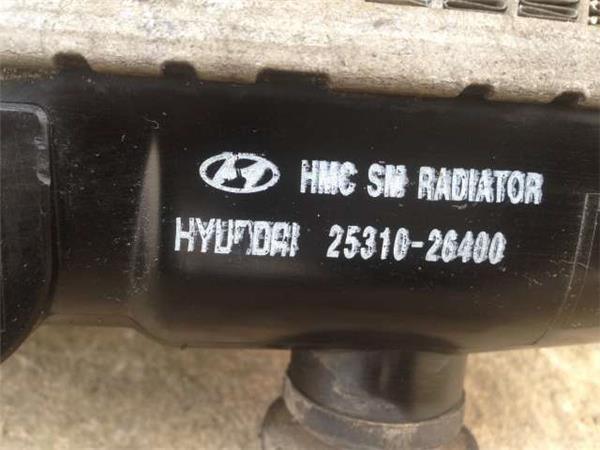 HMC SM RADIATOR
HYUNDAI 25310-26400